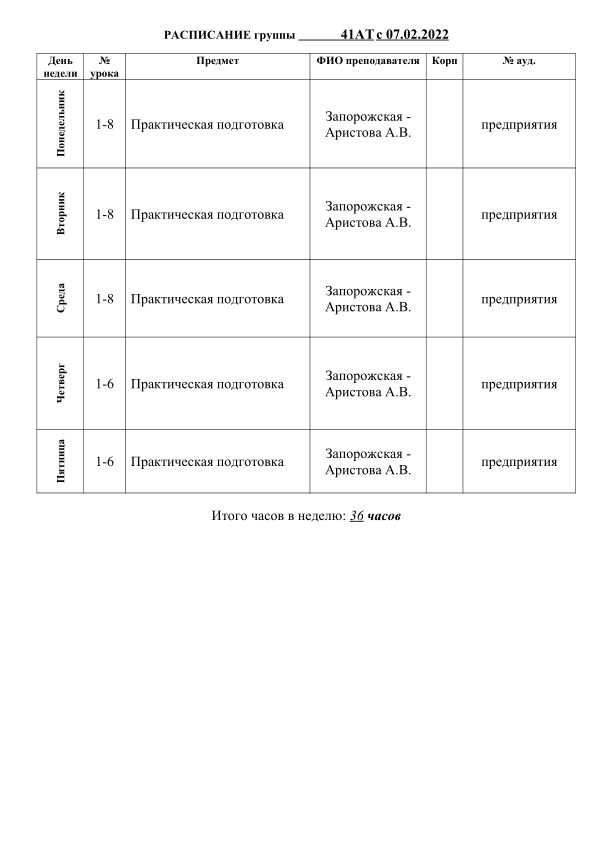 РАСПИСАНИЕ группы _______41АТ с 07.02.2022
День недели № урока Предмет ФИО преподавателя Корп № ауд.
Понедельник 1-8 Практическая подготовка Запорожская - Аристова А.В. предприятия
Вторник 1-8 Практическая подготовка Запорожская - Аристова А.В. предприятия
Среда 1-8 Практическая подготовка Запорожская - Аристова А.В. предприятия
Четверг 1-6 Практическая подготовка Запорожская - Аристова А.В. предприятия
Пятница 1-6 Практическая подготовка Запорожская - Аристова А.В. предприятия
Итого часов в неделю: 36 часов